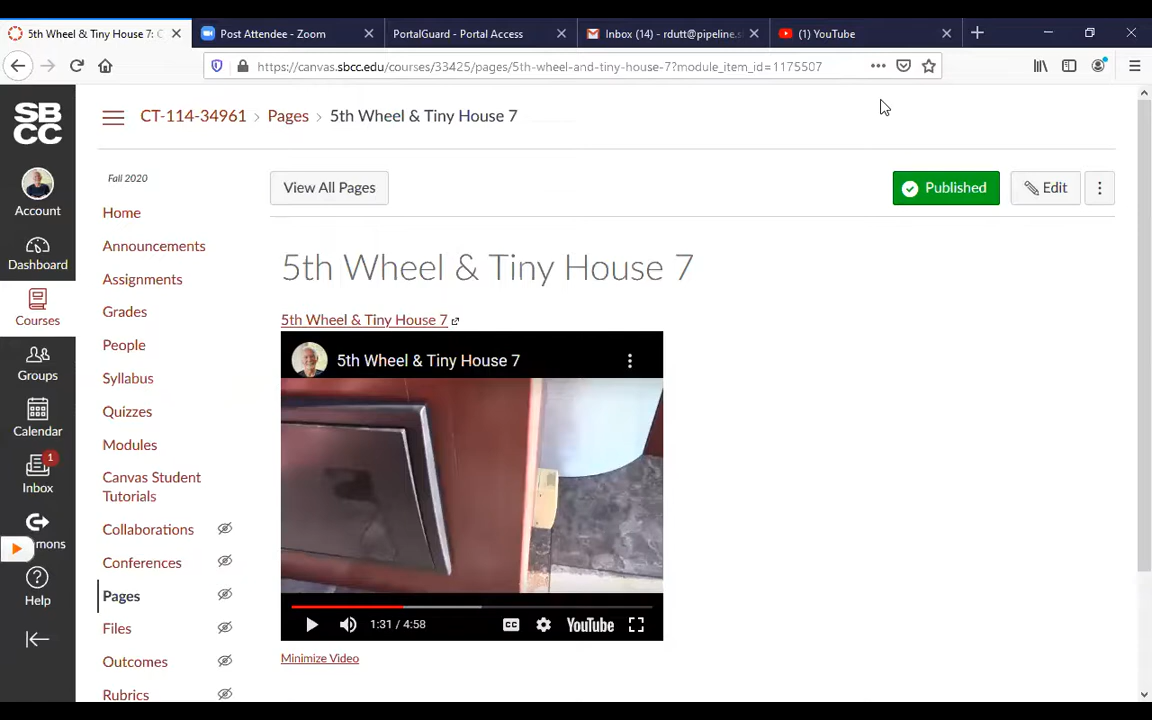 5th Wheel & Tiny House 7: C
Post Attendee - Zoom
PortalGuard - Portal Access
Inbox (14) - rdutt@pipeline.s
(1) YouTube
https://canvas.sbcc.edu/courses/33425/pages/5th-wheel-and-tiny-house-7?module_item_id=1175507
SB
CC
CT-114-34961 > Pages > 5th Wheel & Tiny House 7
Account
Dashboard
Courses
Groups
Calendar
1
Inbox
mons
Help
Fall 2020
Home
Announcements
Assignments
Grades
People
Syllabus
Quizzes
Modules
Canvas Student
Tutorials
Collaborations
Conferences
Pages
Files
Outcomes
Rubrics
View All Pages
Published
Edit
5th Wheel & Tiny House 7
5th Wheel & Tiny House 7
5th Wheel & Tiny House 7
1:31 / 4:58
CC
YouTube
Minimize Video